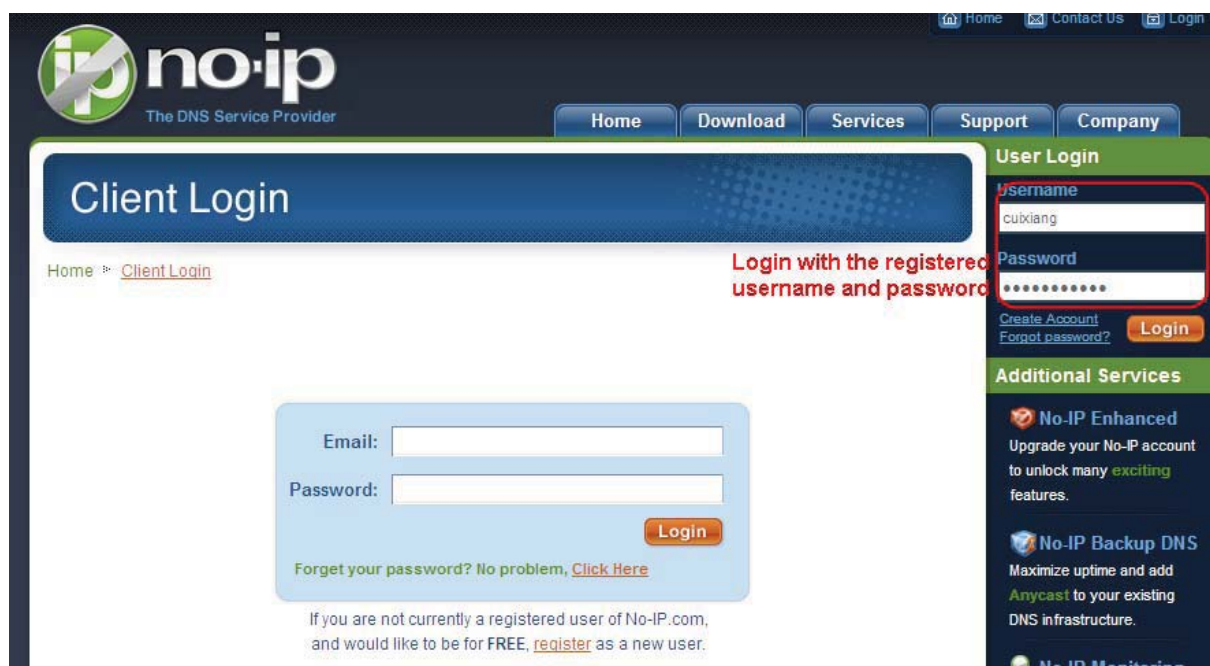 Home Contact Us Login
ip no·ip
The DNS Service Provider
Home Download Services Support Company
Client Login
Home Client Login
Login with the registered
username and password
Email:
Password:
Login
Forget your password? No problem, Click Here
If you are not currently a registered user of No-IP.com,
and would like to be for FREE, register as a new user.
User Login
Username
cuixiang
Password
•••••••••••
Create Account
Forgot password?
Login
Additional Services
No-IP Enhanced
Upgrade your No-IP account
to unlock many exciting
features.
No-IP Backup DNS
Maximize uptime and add
Anycast to your existing
DNS infrastructure.
No-IP Monitoring